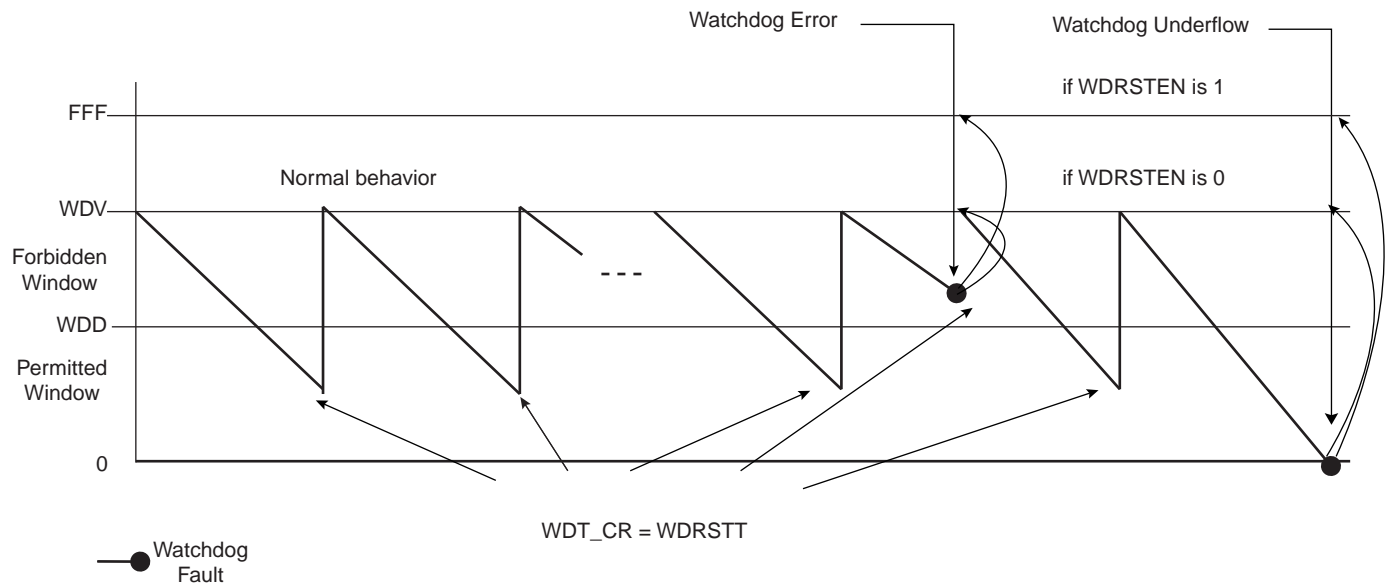 Watchdog Error
Watchdog Underflow
if WDRSTEN is 1
FFF
Normal behavior
if WDRSTEN is 0
WDV
Forbidden
Window
WDD
Permitted
Window
0
WDT_CR = WDRSTT
Watchdog
Fault